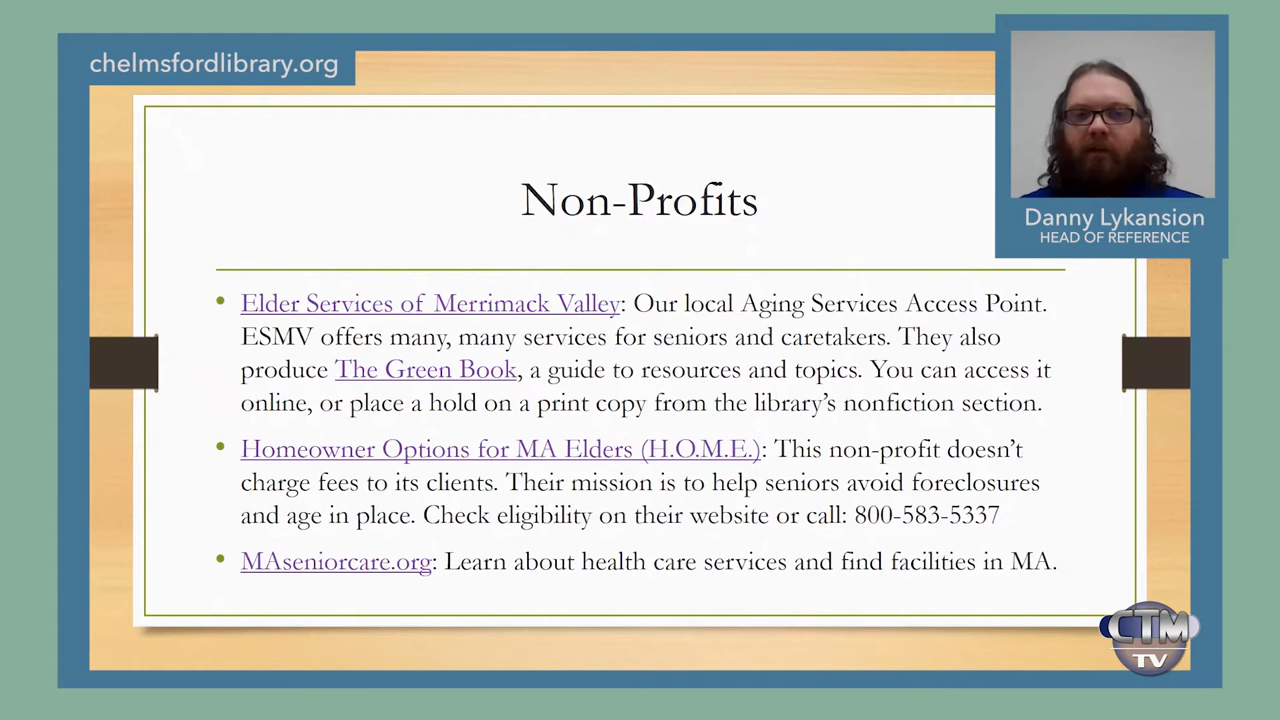 chelmsfordlibrary.org
Danny Lykansion
HEAD OF REFERENCE
Non-Profits
• Elder Services of Merrimack Valley: Our local Aging Services Access Point.
ESMV offers many, many services for seniors and caretakers. They also
produce The Green Book, a guide to resources and topics. You can access it
online, or place a hold on a print copy from the library’s nonfiction section.
• Homeowner Options for MA Elders (H.O.M.E.): This non-profit doesn’t
charge fees to its clients. Their mission is to help seniors avoid foreclosures
and age in place. Check eligibility on their website or call: 800-583-5337
• MAseniorcare.org: Learn about health care services and find facilities in MA.
CTM
TV